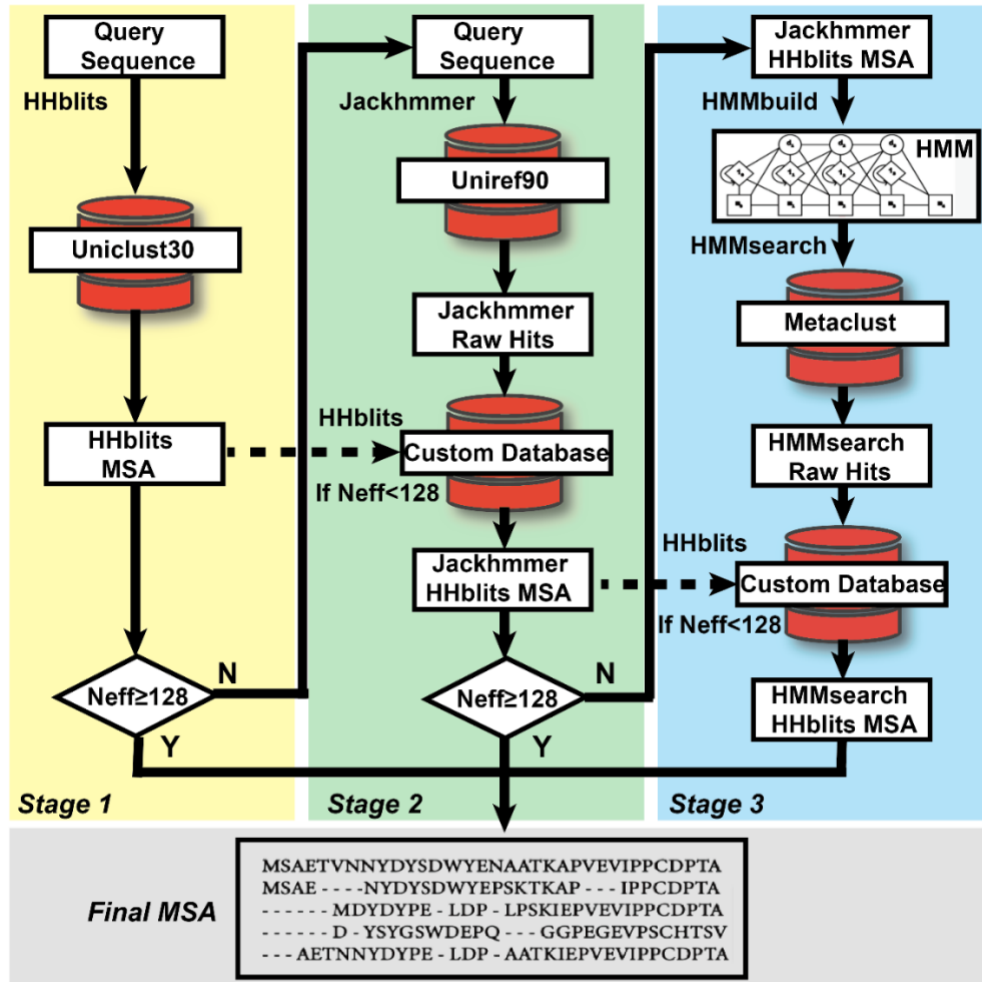 Query
Sequence
HHblits
Uniclust30
HHblits
MSA
Neff≥128
N
Y
Stage 1
Query
Sequence
Jackhmmer
Uniref90
Jackhmmer
Raw Hits
HHblits
Custom Database
If Neff<128
Jackhmmer
HHblits MSA
Neff≥128
N
Y
Stage 2
Jackhmmer
HHblits MSA
HMMbuild
HMM
HMMsearch
Metaclust
HMMsearch
Raw Hits
HHblits
Custom Database
If Neff<128
HMMsearch
HHblits MSA
Stage 3
Final MSA
MSAETVNNYDYSDWYENAATKAPVEVIPPCDPTA
MSAE----NYDYSDWYEPSKTKAP---IPPCDPTA
------MDYDYPE-LDP-LPSKIEPVEVIPPCDPTA
------D-YSYGSWDEPQ---GGPEGEVPSCHTSV
---AETNNYDYPE-LDP-AATKIEPVEVIPPCDPTA